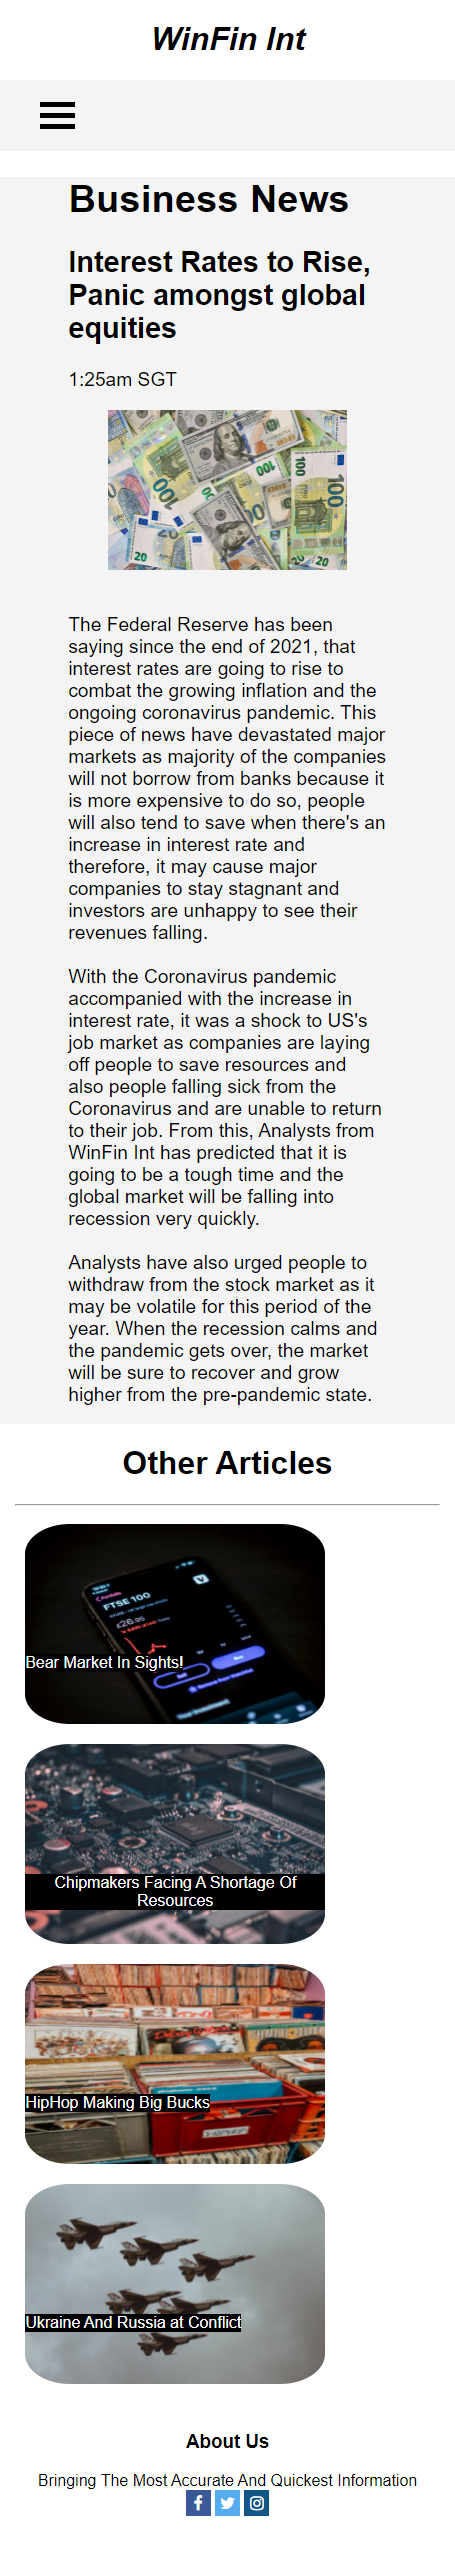 WinFin Int
Business News
Interest Rates to Rise,
Panic amongst global
equities
1:25am SGT
100
100
100
100
20
20
20
The Federal Reserve has been
saying since the end of 2021, that
interest rates are going to rise to
combat the growing inflation and the
ongoing coronavirus pandemic. This
piece of news have devastated major
markets as majority of the companies
will not borrow from banks because it
is more expensive to do so, people
will also tend to save when there's an
increase in interest rate and
therefore, it may cause major
companies to stay stagnant and
investors are unhappy to see their
revenues falling.
With the Coronavirus pandemic
accompanied with the increase in
interest rate, it was a shock to US's
job market as companies are laying
off people to save resources and
also people falling sick from the
Coronavirus and are unable to return
to their job. From this, Analysts from
WinFin Int has predicted that it is
going to be a tough time and the
global market will be falling into
recession very quickly.
Analysts have also urged people to
withdraw from the stock market as it
may be volatile for this period of the
year. When the recession calms and
the pandemic gets over, the market
will be sure to recover and grow
higher from the pre-pandemic state.
Other Articles
FTSE 100
Bear Market In Sights!
Sell
Buy
Chipmakers Facing A Shortage Of
Resources
HipHop Making Big Bucks
Ukraine And Russia at Conflict
About Us
Bringing The Most Accurate And Quickest Information